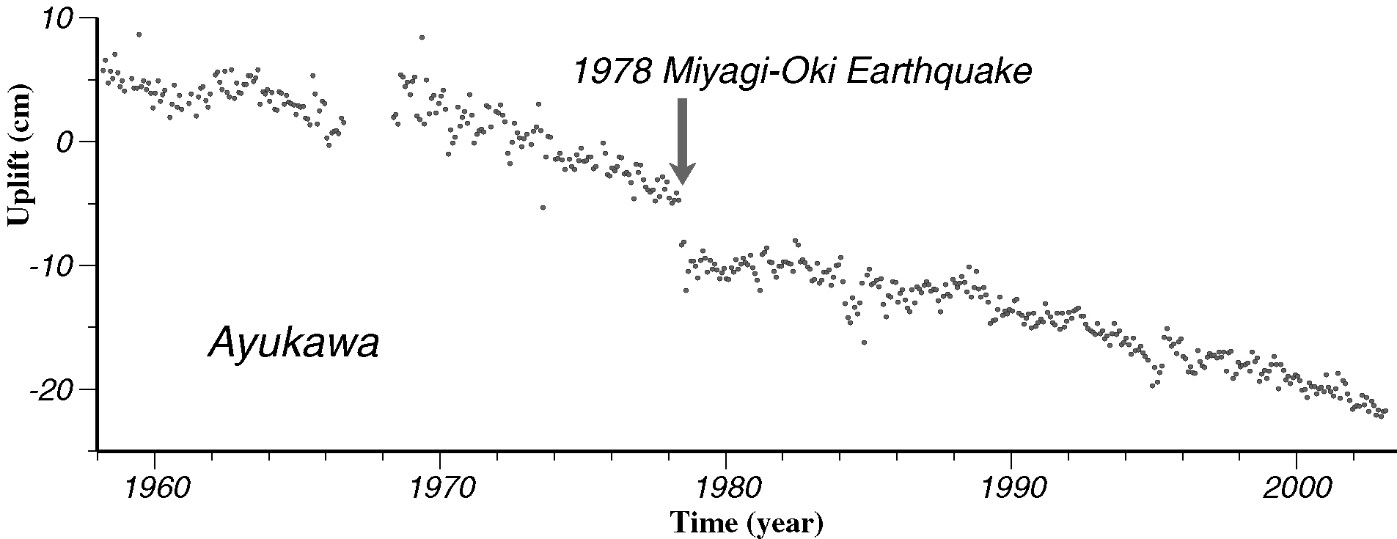 10
0
-10
-20
Uplift (cm)
1978 Miyagi-Oki Earthquake
Ayukawa
1960 1970 1980 1990 2000
Time (year)